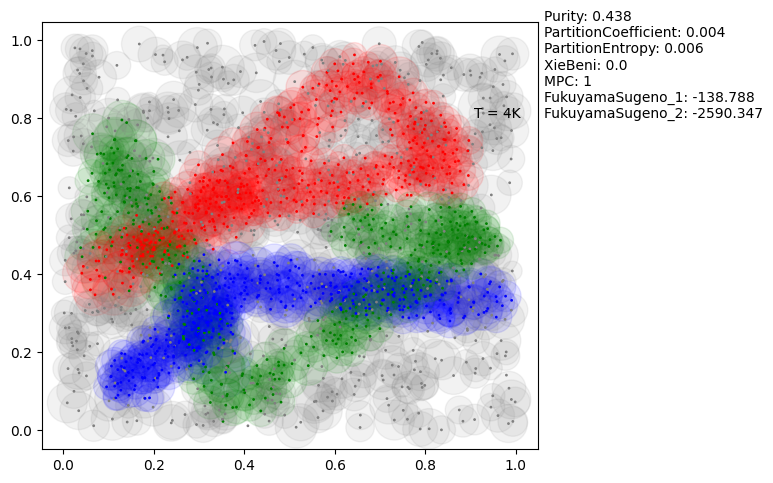 Purity: 0.438
PartitionCoefficient: 0.004
PartitionEntropy: 0.006
XieBeni: 0.0
MPC: 1
FukuyamaSugeno_1: -138.788
FukuyamaSugeno_2: -2590.347
T = 4K
1.0
0.8
0.6
0.4
0.2
0.0
0.0 0.2 0.4 0.6 0.8 1.0